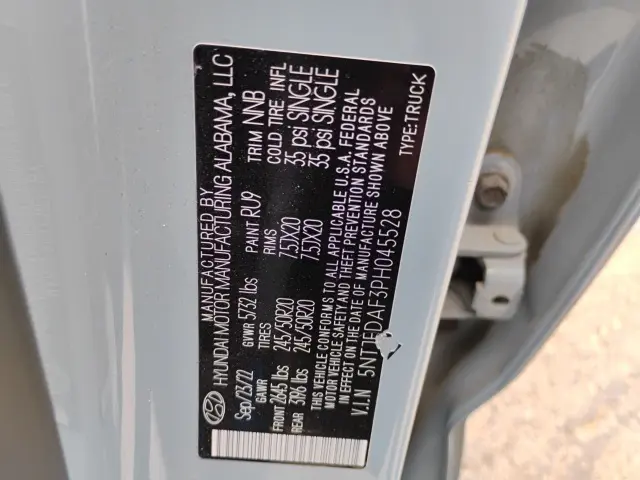 MANUFACTURED BY
HYUNDAI MOTOR MANUFACTURING ALABAMA, LLC
Sep/23/22 GVWR 5732 lbs PAINT RU9 TRIM NNB
GAWR TIRES RIMS COLD TIRE INFL
FRONT 2645 lbs 245/50R20 7.5JX20 35 psi SINGLE
REAR 3196 lbs 245/50R20 7.5JX20 35 psi SINGLE
THIS VEHICLE CONFORMS TO ALL APPLICABLE U.S.A. FEDERAL
MOTOR VEHICLE SAFETY AND THEFT PREVENTION STANDARDS
IN EFFECT ON THE DATE OF MANUFACTURE SHOWN ABOVE
V.I.N 5NTJEDAF3PH045528 TYPE:TRUCK